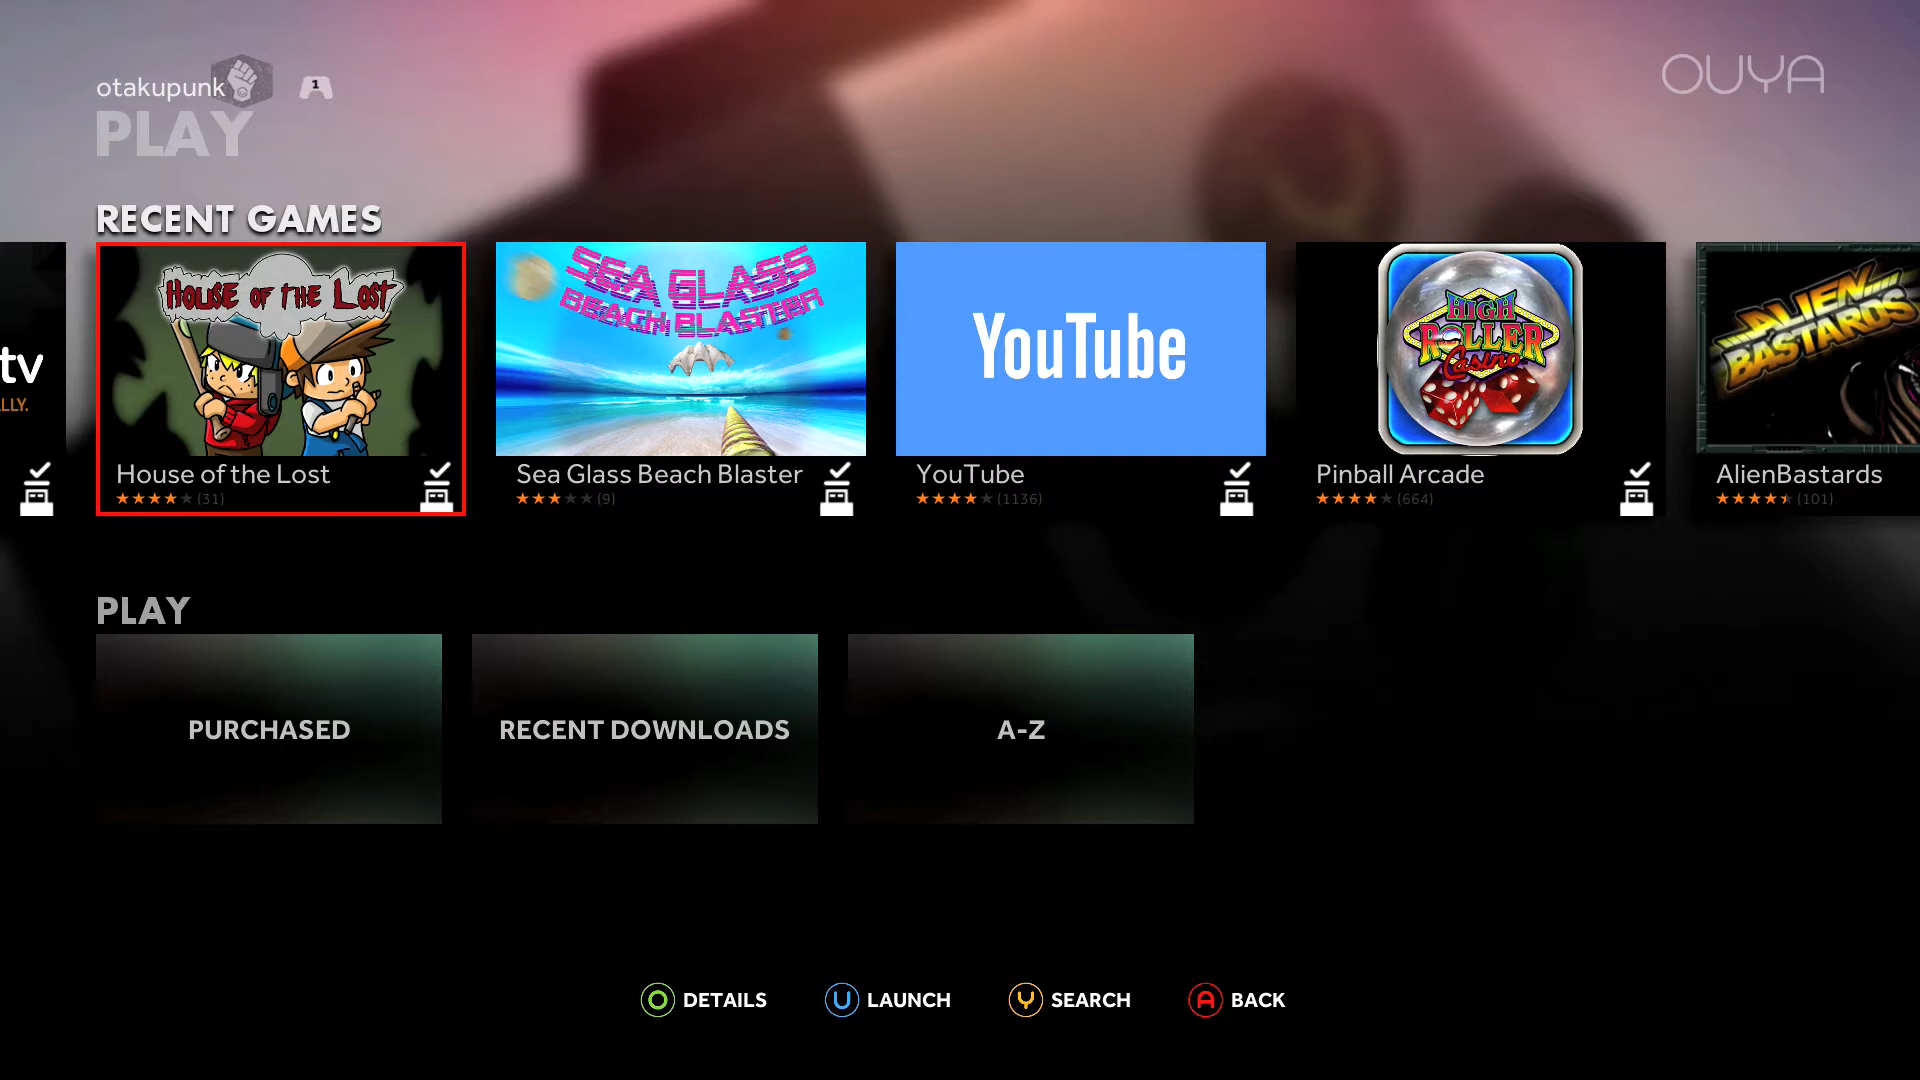 otakupunk
1
OUYA
PLAY
RECENT GAMES
tv
LLY.
HOUSE OF THE LOST
SEA GLASS
BEACH BLASTER
YouTube
HIGH
ROLLER
Casino
ALIEN
BASTARDS
House of the Lost
(31)
Sea Glass Beach Blaster
(9)
YouTube
(1136)
Pinball Arcade
(664)
AlienBastards
(101)
PLAY
PURCHASED
RECENT DOWNLOADS
A-Z
O DETAILS
U LAUNCH
Y SEARCH
A BACK